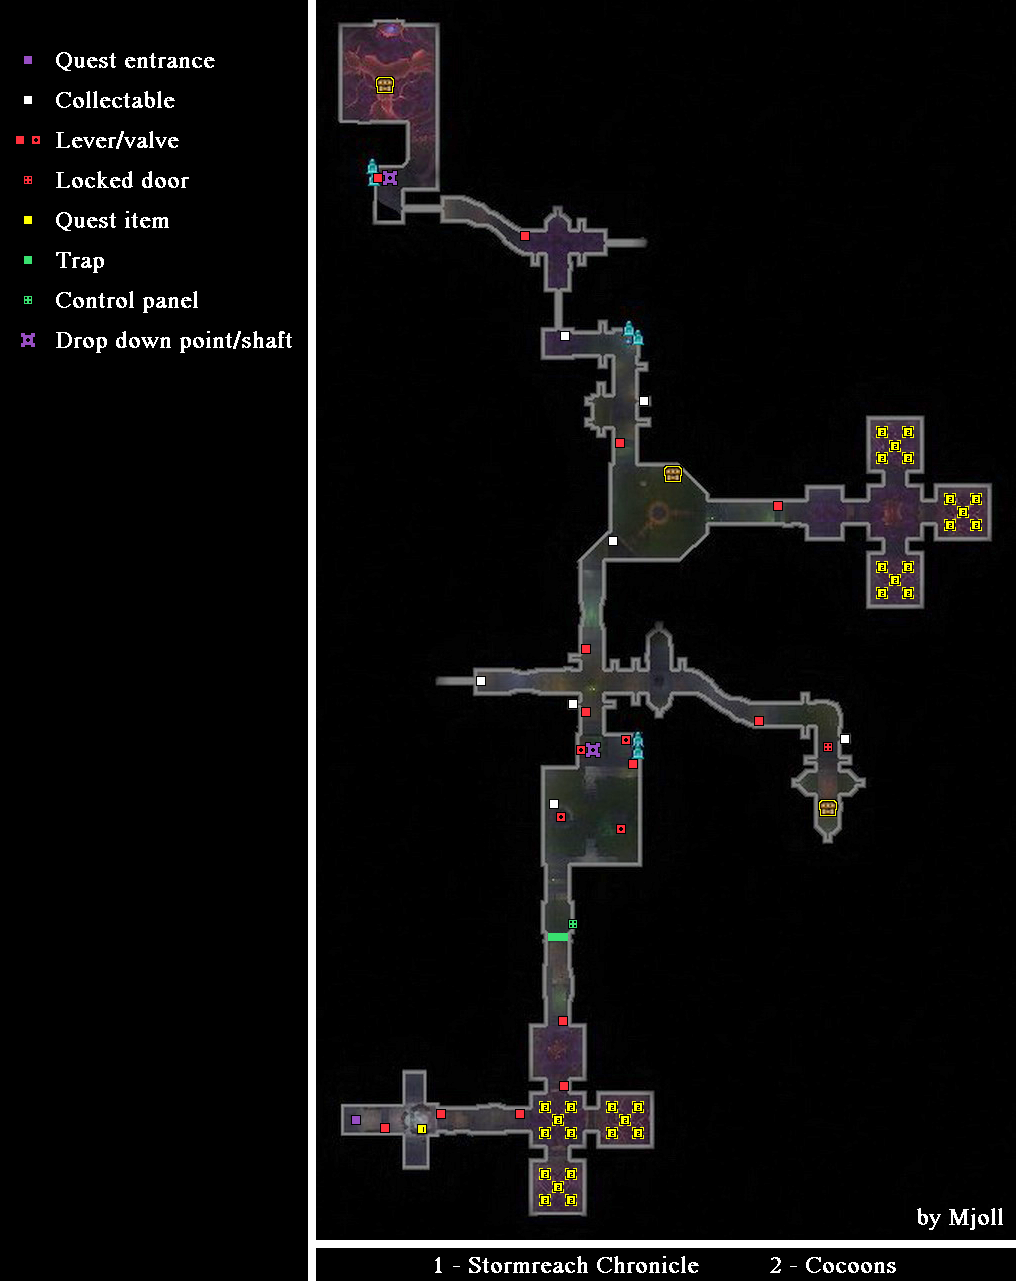 Quest entrance
Collectable
Lever/valve
Locked door
Quest item
Trap
Control panel
Drop down point/shaft
by Mjoll
1 - Stormreach Chronicle 2 - Cocoons